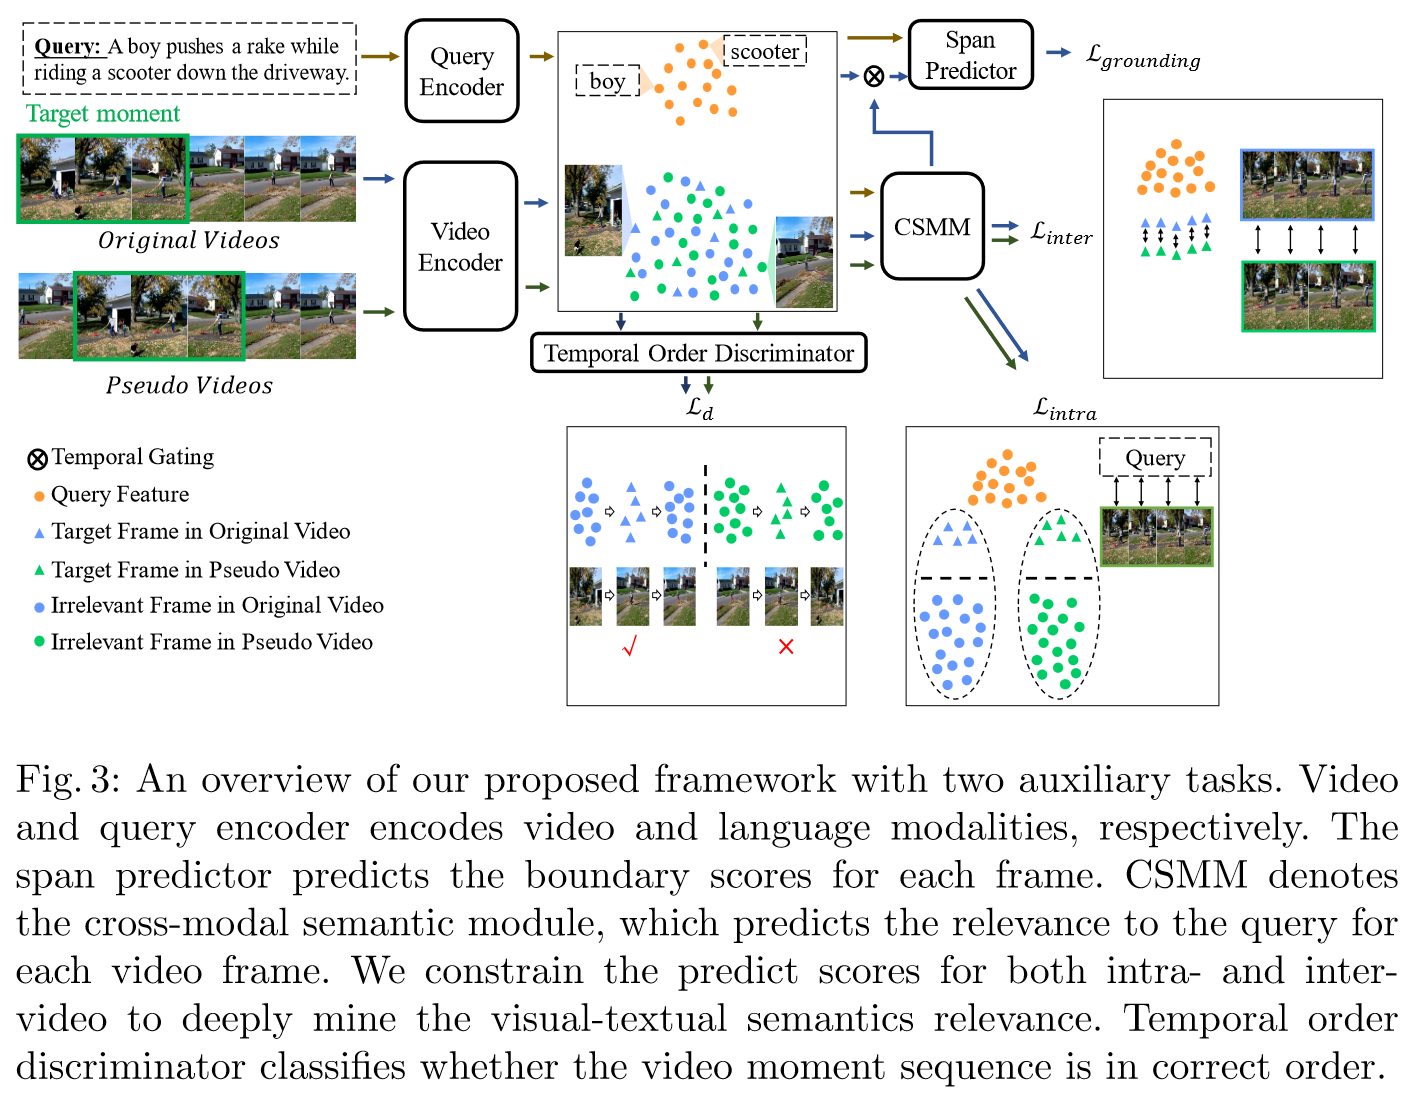 Query: A boy pushes a rake while
riding a scooter down the driveway.
Target moment
Original Videos
Pseudo Videos
Query
Encoder
Video
Encoder
boy
scooter
Span
Predictor
ℒgrounding
CSMM
ℒinter
Temporal Order Discriminator
ℒd
ℒintra
Query
Temporal Gating
Query Feature
Target Frame in Original Video
Target Frame in Pseudo Video
Irrelevant Frame in Original Video
Irrelevant Frame in Pseudo Video
Fig. 3: An overview of our proposed framework with two auxiliary tasks. Video
and query encoder encodes video and language modalities, respectively. The
span predictor predicts the boundary scores for each frame. CSMM denotes
the cross-modal semantic module, which predicts the relevance to the query for
each video frame. We constrain the predict scores for both intra- and inter-
video to deeply mine the visual-textual semantics relevance. Temporal order
discriminator classifies whether the video moment sequence is in correct order.